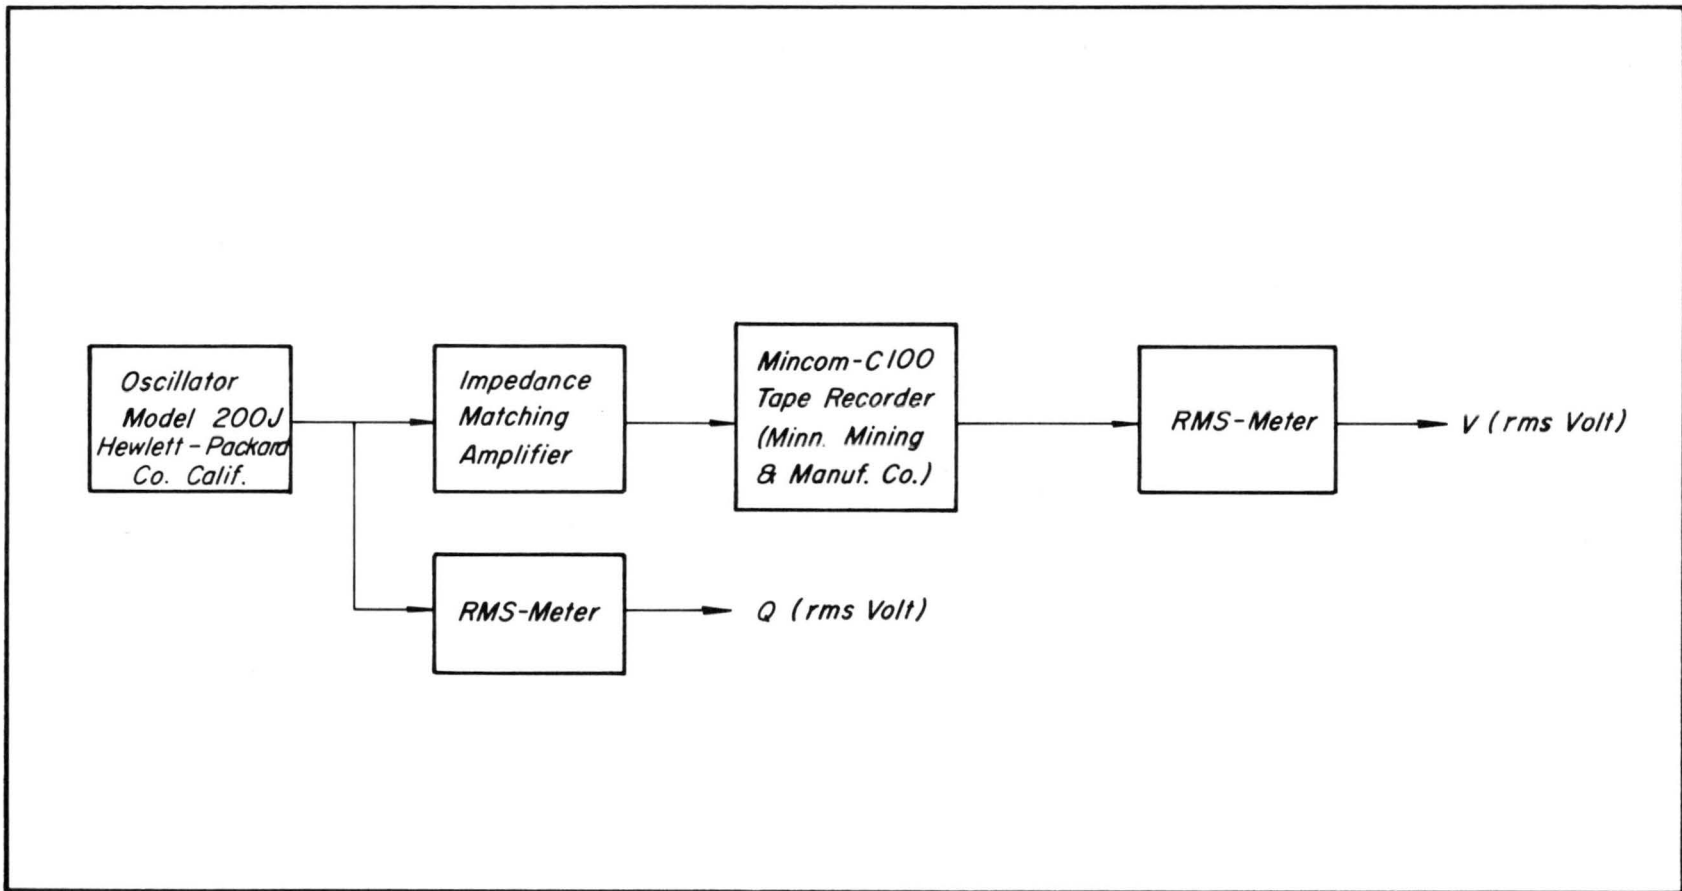 Oscillator
Model 200J
Hewlett-Packard
Co. Calif.
Impedance
Matching
Amplifier
Mincom-C100
Tape Recorder
(Minn. Mining
& Manuf. Co.)
RMS-Meter
V (rms Volt)
RMS-Meter
Q (rms Volt)